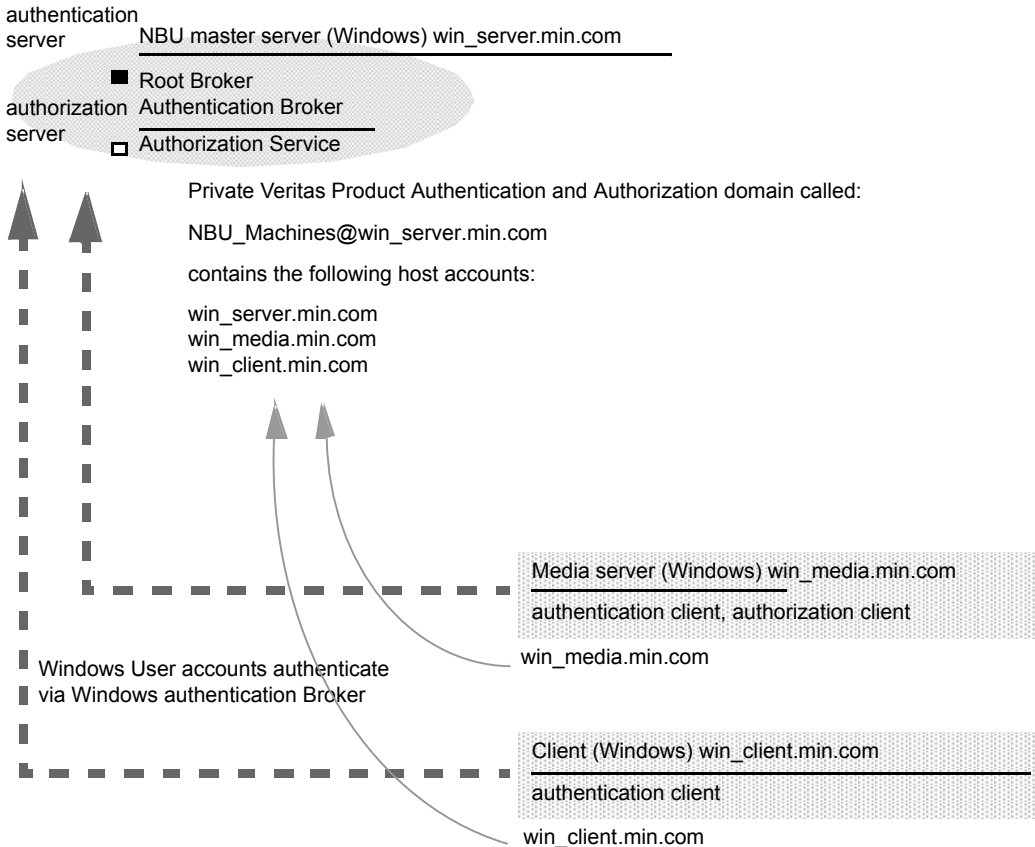 authentication
server
NBU master server (Windows) win_server.min.com
Root Broker
authorization
server
Authentication Broker
Authorization Service
Private Veritas Product Authentication and Authorization domain called:
NBU_Machines@win_server.min.com
contains the following host accounts:
win_server.min.com
win_media.min.com
win_client.min.com
Media server (Windows) win_media.min.com
authentication client, authorization client
win_media.min.com
Windows User accounts authenticate
via Windows authentication Broker
Client (Windows) win_client.min.com
authentication client
win_client.min.com